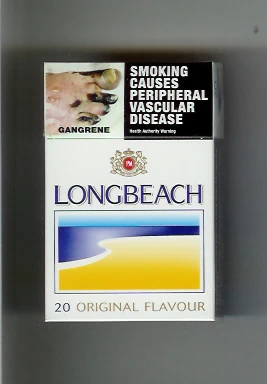 SMOKING
CAUSES
PERIPHERAL
VASCULAR
DISEASE
Health Authority Warning
GANGRENE
PM
LONGBEACH
20 ORIGINAL FLAVOUR